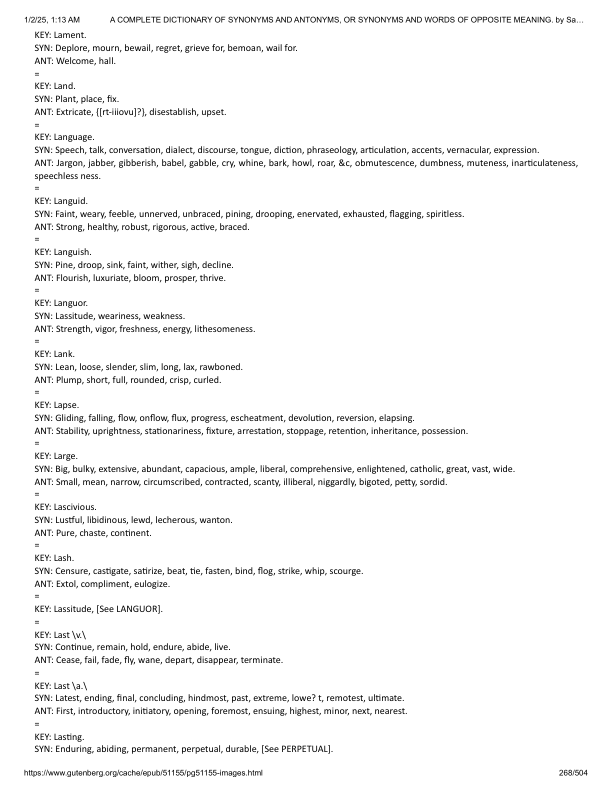 1/2/25, 1:13 AM A COMPLETE DICTIONARY OF SYNONYMS AND ANTONYMS, OR SYNONYMS AND WORDS OF OPPOSITE MEANING. by Sa…
KEY: Lament.
SYN: Deplore, mourn, bewail, regret, grieve for, bemoan, wail for.
ANT: Welcome, hall.
=
KEY: Land.
SYN: Plant, place, fix.
ANT: Extricate, {[rt-iiiovu]?}, disestablish, upset.
=
KEY: Language.
SYN: Speech, talk, conversation, dialect, discourse, tongue, diction, phraseology, articulation, accents, vernacular, expression.
ANT: Jargon, jabber, gibberish, babel, gabble, cry, whine, bark, howl, roar, &c, obmutescence, dumbness, muteness, inarticulateness,
speechless ness.
=
KEY: Languid.
SYN: Faint, weary, feeble, unnerved, unbraced, pining, drooping, enervated, exhausted, flagging, spiritless.
ANT: Strong, healthy, robust, rigorous, active, braced.
=
KEY: Languish.
SYN: Pine, droop, sink, faint, wither, sigh, decline.
ANT: Flourish, luxuriate, bloom, prosper, thrive.
=
KEY: Languor.
SYN: Lassitude, weariness, weakness.
ANT: Strength, vigor, freshness, energy, lithesomeness.
=
KEY: Lank.
SYN: Lean, loose, slender, slim, long, lax, rawboned.
ANT: Plump, short, full, rounded, crisp, curled.
=
KEY: Lapse.
SYN: Gliding, falling, flow, onflow, flux, progress, escheatment, devolution, reversion, elapsing.
ANT: Stability, uprightness, stationariness, fixture, arrestation, stoppage, retention, inheritance, possession.
=
KEY: Large.
SYN: Big, bulky, extensive, abundant, capacious, ample, liberal, comprehensive, enlightened, catholic, great, vast, wide.
ANT: Small, mean, narrow, circumscribed, contracted, scanty, illiberal, niggardly, bigoted, petty, sordid.
=
KEY: Lascivious.
SYN: Lustful, libidinous, lewd, lecherous, wanton.
ANT: Pure, chaste, continent.
=
KEY: Lash.
SYN: Censure, castigate, satirize, beat, tie, fasten, bind, flog, strike, whip, scourge.
ANT: Extol, compliment, eulogize.
=
KEY: Lassitude, [See LANGUOR].
=
KEY: Last \v.\
SYN: Continue, remain, hold, endure, abide, live.
ANT: Cease, fail, fade, fly, wane, depart, disappear, terminate.
=
KEY: Last \a.\
SYN: Latest, ending, final, concluding, hindmost, past, extreme, lowe? t, remotest, ultimate.
ANT: First, introductory, initiatory, opening, foremost, ensuing, highest, minor, next, nearest.
=
KEY: Lasting.
SYN: Enduring, abiding, permanent, perpetual, durable, [See PERPETUAL].
https://www.gutenberg.org/cache/epub/51155/pg51155-images.html 268/504